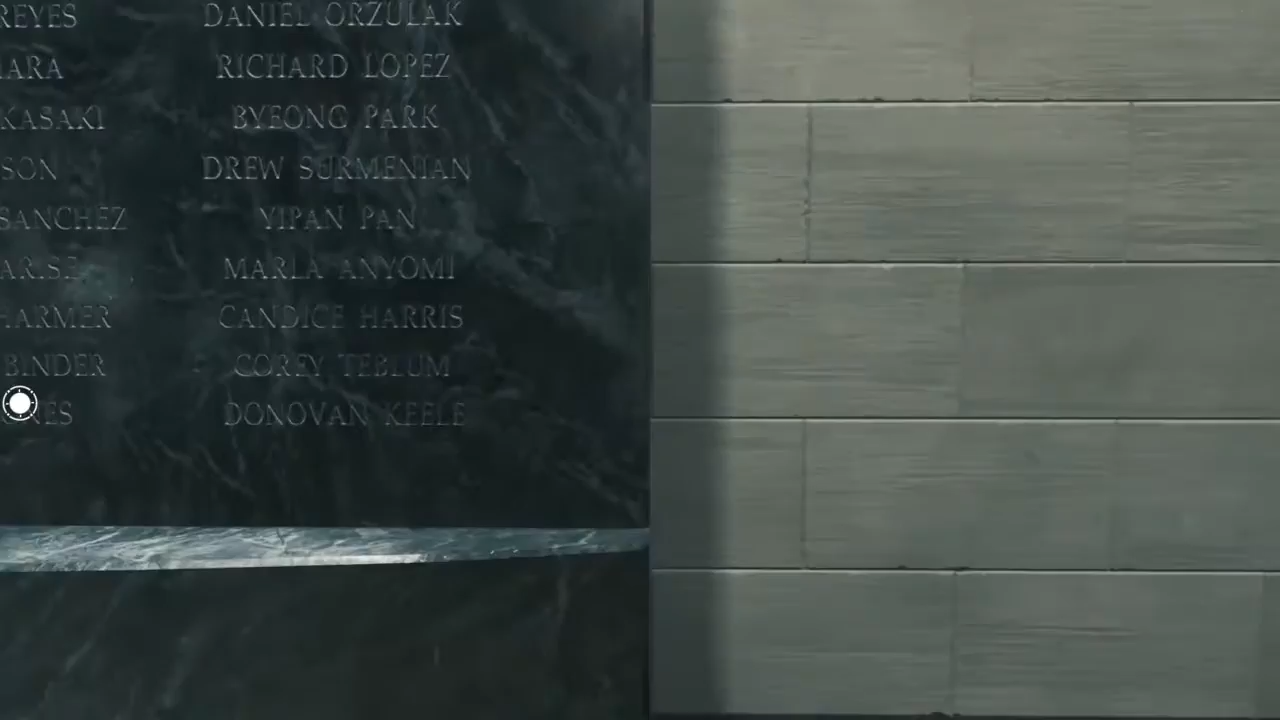 REYES DANIEL ORZULAK
RICHARD LOPEZ
KASAKI BYEONG PARK
SON DREW SURMENIAN
SANCHEZ YIPAN PAN
MARLA ANYOMI
HARMER CANDICE HARRIS
BINDER COREY TEBLUM
DONOVAN KEELE